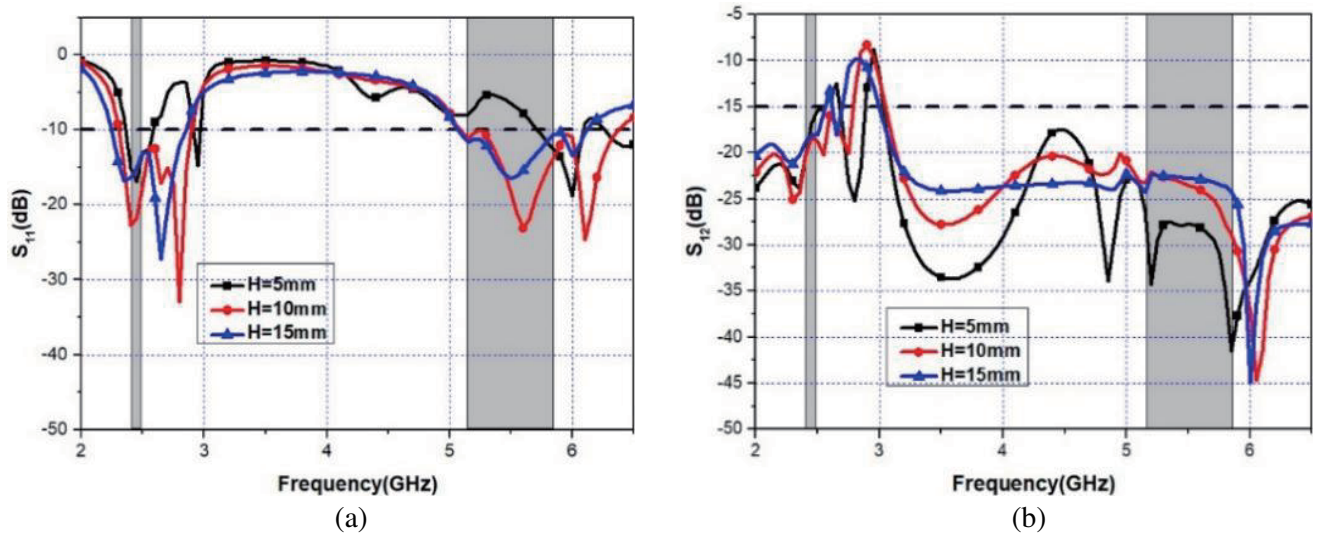 0
-10
-20
-30
-40
-50
S11(dB)
H=5mm
H=10mm
H=15mm
2 3 4 5 6
Frequency(GHz)
(a)
-5
-10
-15
-20
-25
-30
-35
-40
-45
-50
S12(dB)
H=5mm
H=10mm
H=15mm
2 3 4 5 6
Frequency(GHz)
(b)